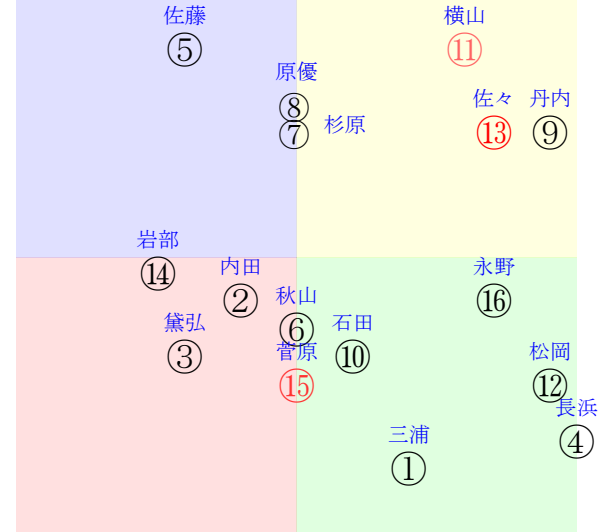 佐藤
⑤
横山
⑪
原優
⑧
⑦
杉原
佐々
⑬
丹内
⑨
岩部
⑭
内田
②
永野
⑯
秋山
⑥
黛弘
③
石田
⑩
菅原
⑮
松岡
⑫
長浜
④
三浦
①